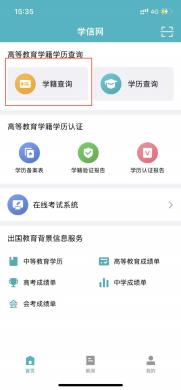 15:35
4G
学信网
高等教育学籍学历查询
学籍查询
学历查询
高等教育学籍学历认证
学历备案表
学籍验证报告
学历认证报告
在线考试系统
出国教育背景信息服务
中等教育学历
高等教育成绩单
高考成绩单
中学成绩单
会考成绩单
首页
新闻
我的